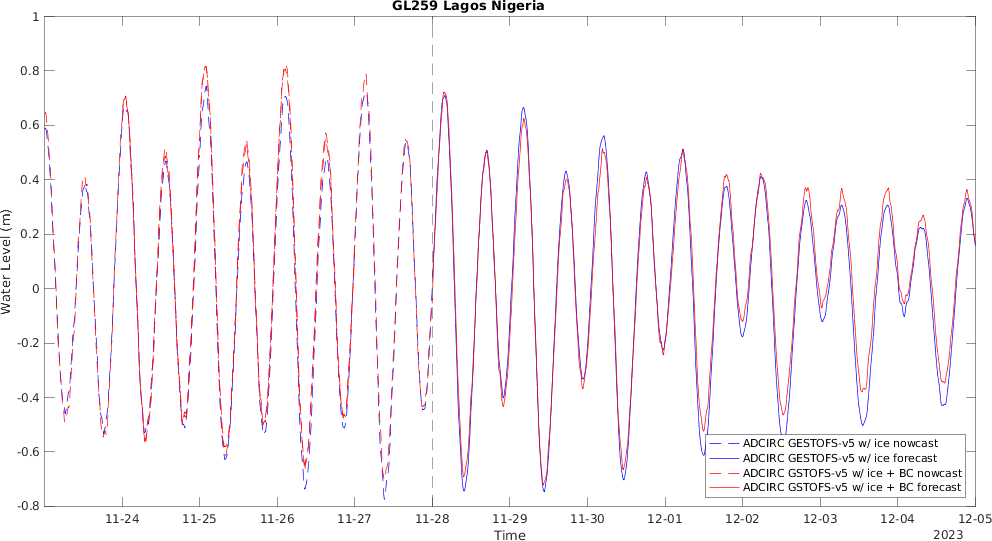 GL259 Lagos Nigeria
1
0.8
0.6
0.4
0.2
0
-0.2
-0.4
-0.6
-0.8
Water Level (m)
ADCIRC GESTOFS-v5 w/ ice nowcast
ADCIRC GESTOFS-v5 w/ ice forecast
ADCIRC GSTOFS-v5 w/ ice + BC nowcast
ADCIRC GSTOFS-v5 w/ ice + BC forecast
11-24 11-25 11-26 11-27 11-28 11-29 11-30 12-01 12-02 12-03 12-04 12-05
Time
2023